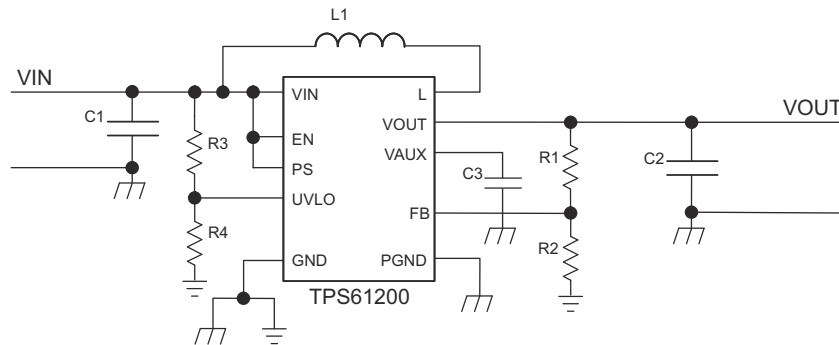 L1
VIN
VOUT
C1
R3
R4
VIN
EN
PS
UVLO
GND
L
VOUT
VAUX
FB
PGND
TPS61200
C3
R1
R2
C2